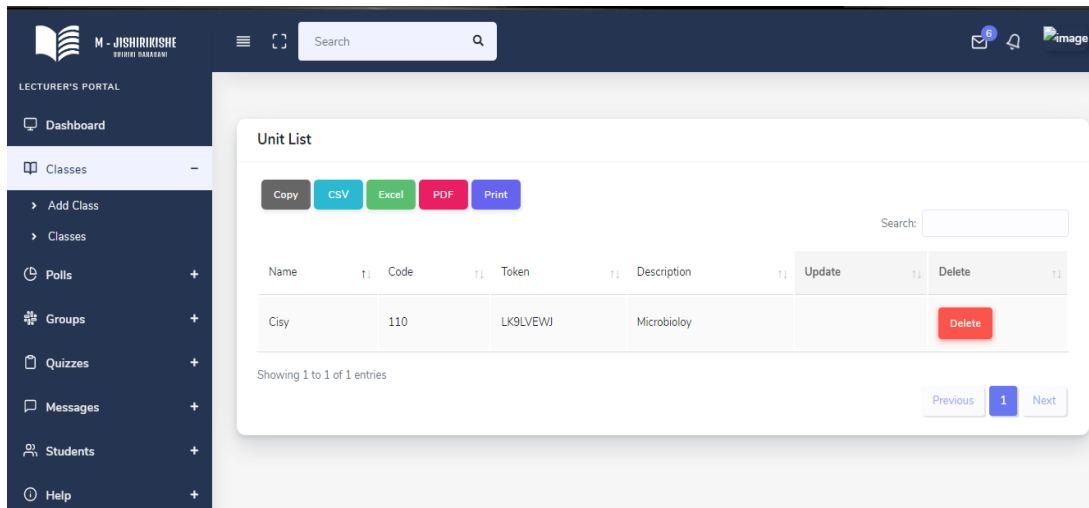 M - JISHIRIKISHE
UHIRIKI DARASANI
Search
6
image
LECTURER'S PORTAL
Dashboard
Classes
Add Class
Classes
Polls
Groups
Quizzes
Messages
Students
Help
Unit List
Copy CSV Excel PDF Print
Search:
Name Code Token Description Update Delete
Cisy 110 LK9LVEWJ Microbioloy Delete
Showing 1 to 1 of 1 entries
Previous 1 Next